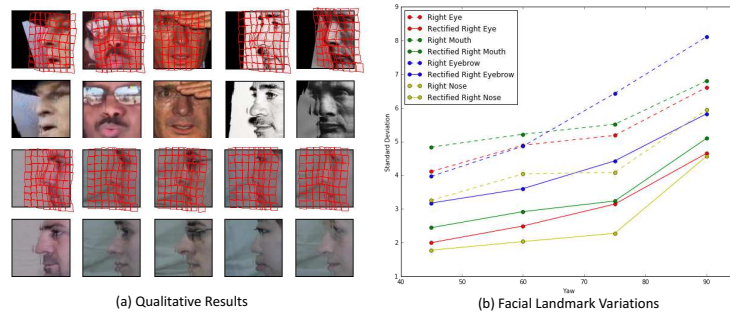 9
8
7
6
5
4
3
2
1
Standard Deviation
Right Eye
Rectified Right Eye
Right Mouth
Rectified Right Mouth
Right Eyebrow
Rectified Right Eyebrow
Right Nose
Rectified Right Nose
40 50 60 70 80 90
Yaw
(a) Qualitative Results
(b) Facial Landmark Variations